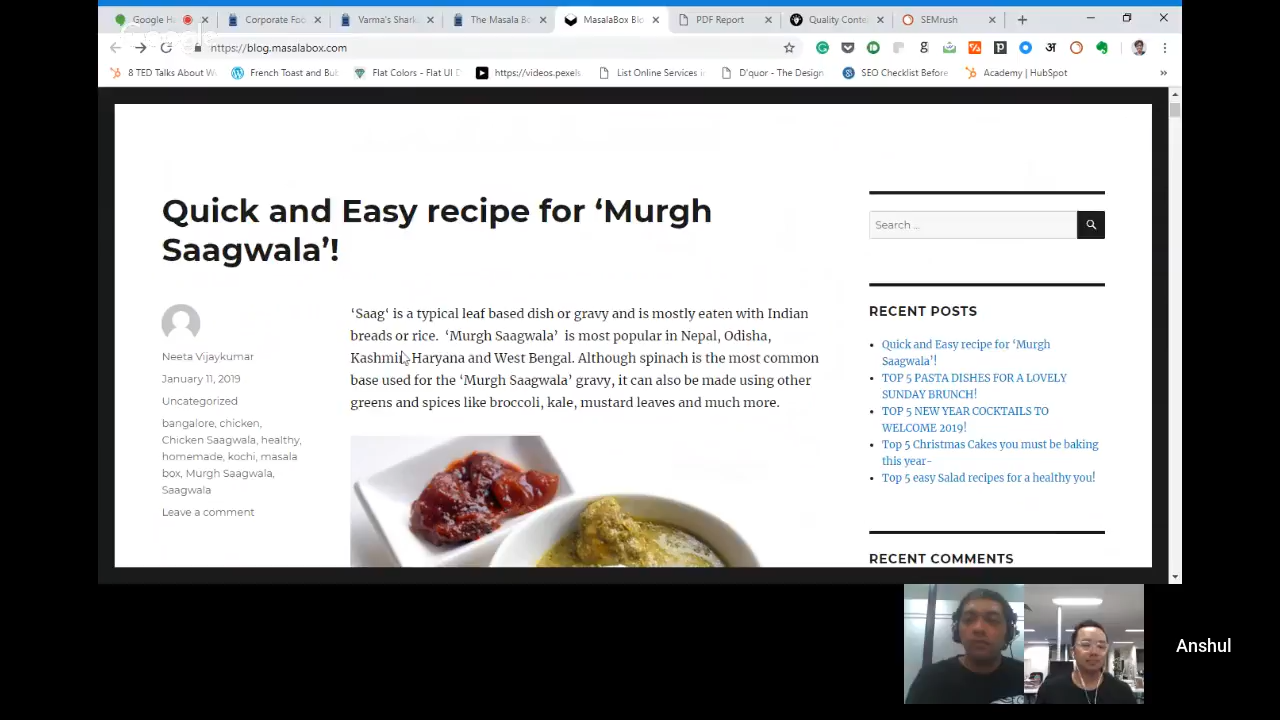 Google Ha
Corporate Foo
Varma's Shark
The Masala Bo
MasalaBox Blo
PDF Report
Quality Conte
SEMrush
https://blog.masalabox.com
8 TED Talks About W
French Toast and Bub
Flat Colors - Flat UI D
https://videos.pexels
List Online Services i
D'quor - The Design
SEO Checklist Before
Academy | HubSpot
Quick and Easy recipe for ‘Murgh
Saagwala’!
Neeta Vijaykumar
January 11, 2019
Uncategorized
bangalore, chicken,
Chicken Saagwala, healthy,
homemade, kochi, masala
box, Murgh Saagwala,
Saagwala
Leave a comment
‘Saag‘ is a typical leaf based dish or gravy and is mostly eaten with Indian
breads or rice. ‘Murgh Saagwala’ is most popular in Nepal, Odisha,
Kashmir, Haryana and West Bengal. Although spinach is the most common
base used for the ‘Murgh Saagwala’ gravy, it can also be made using other
greens and spices like broccoli, kale, mustard leaves and much more.
Search …
RECENT POSTS
Quick and Easy recipe for ‘Murgh
Saagwala’!
TOP 5 PASTA DISHES FOR A LOVELY
SUNDAY BRUNCH!
TOP 5 NEW YEAR COCKTAILS TO
WELCOME 2019!
Top 5 Christmas Cakes you must be baking
this year–
Top 5 easy Salad recipes for a healthy you!
RECENT COMMENTS
Anshul